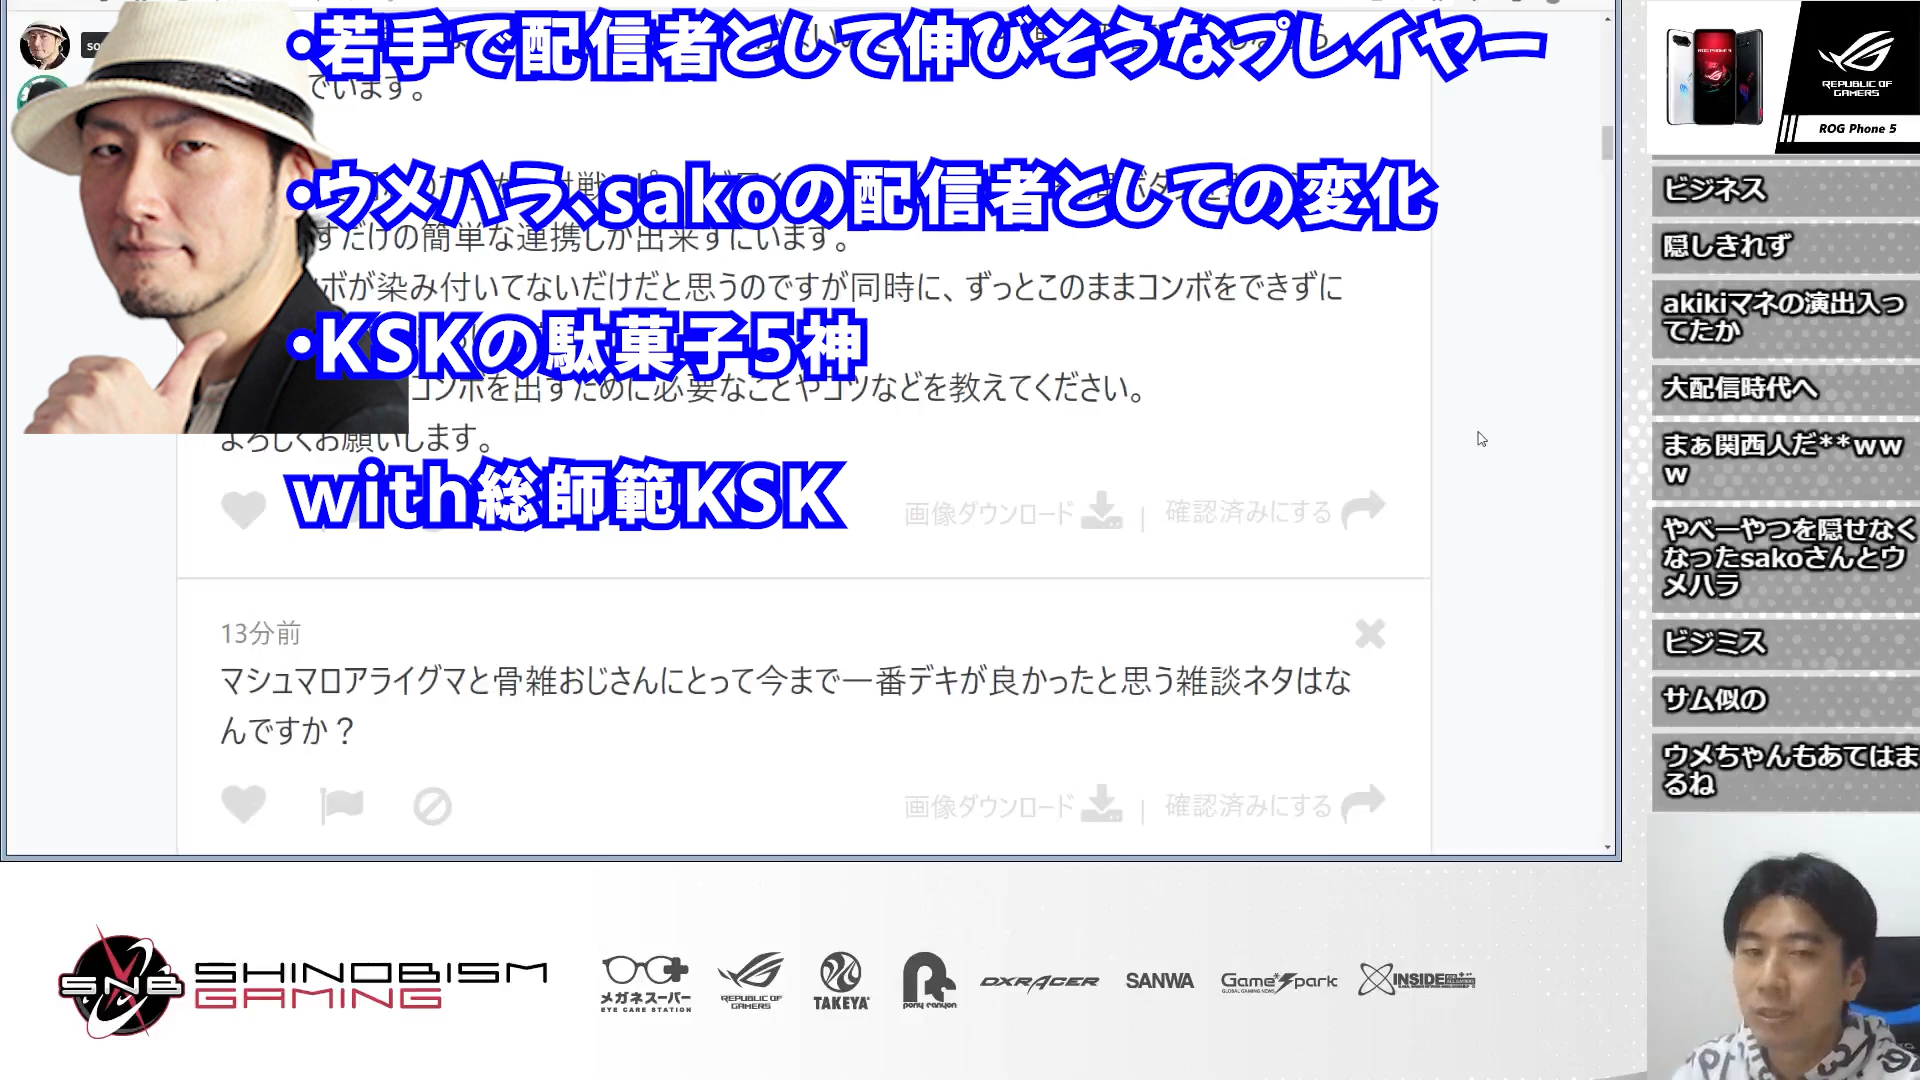 ・若手で配信者として伸びそうなプレイヤー
でいます。
・ウメハラ、sakoの配信者としての変化
すだけの簡単な連携しか出来ずにいます。
ボが染み付いてないだけだと思うのですが同時に、ずっとこのままコンボをできずに
・KSKの駄菓子5神
コンボを出すために必要なことやコツなどを教えてください。
よろしくお願いします。
with総師範KSK
画像ダウンロード | 確認済みにする
13分前
マシュマロアライグマと骨雑おじさんにとって今まで一番デキが良かったと思う雑談ネタはな
んですか？
画像ダウンロード | 確認済みにする
REPUBLIC OF
GAMERS
ROG Phone 5
ビジネス
隠しきれず
akikiマネの演出入っ
てたか
大配信時代へ
まぁ関西人だ**ww
w
やべーやつを隠せなく
なったsakoさんとウ
メハラ
ビジミス
サム似の
ウメちゃんもあてはま
るね
SNB
SHINOBISM
GAMING
メガネスーパー
EYE CARE STATION
REPUBLIC OF
GAMERS
TAKEYA
pony canyon
DXRACER
SANWA
Game*Spark
GLOBAL GAMING NEWS
INSIDE